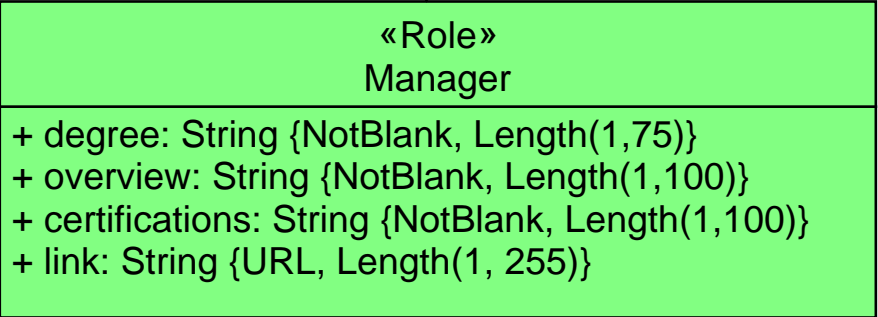 «Role»
Manager
+ degree: String {NotBlank, Length(1,75)}
+ overview: String {NotBlank, Length(1,100)}
+ certifications: String {NotBlank, Length(1,100)}
+ link: String {URL, Length(1, 255)}